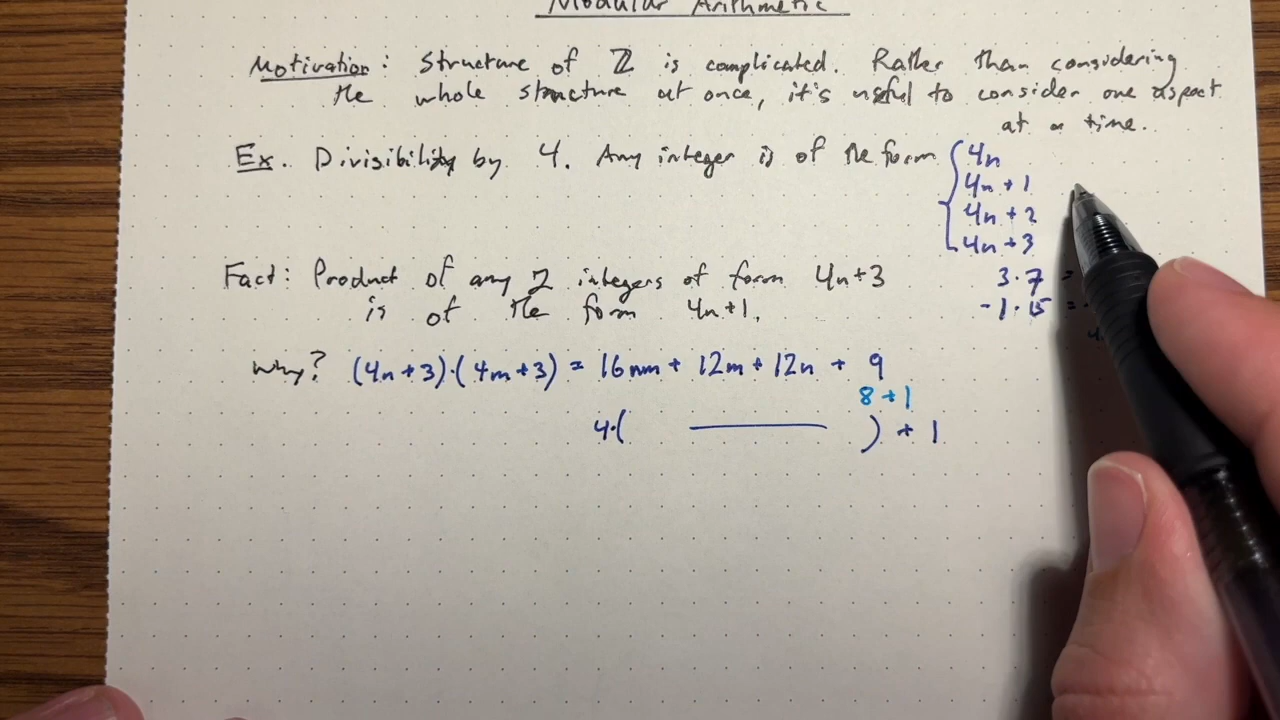 Modular Arithmetic
Motivation: Structure of ℤ is complicated. Rather than considering
the whole structure at once, it's useful to consider one aspect
at a time.
Ex. Divisibility by 4. Any integer is of the form { 4n
4n + 1
4n + 2
4n + 3
Fact: Product of any 2 integers of form 4n+3
is of the form 4n+1.
3·7 =
-1·15 =
Why? (4n+3)·(4m+3) = 16nm + 12m + 12n + 9
8 + 1
4·( ——— ) + 1